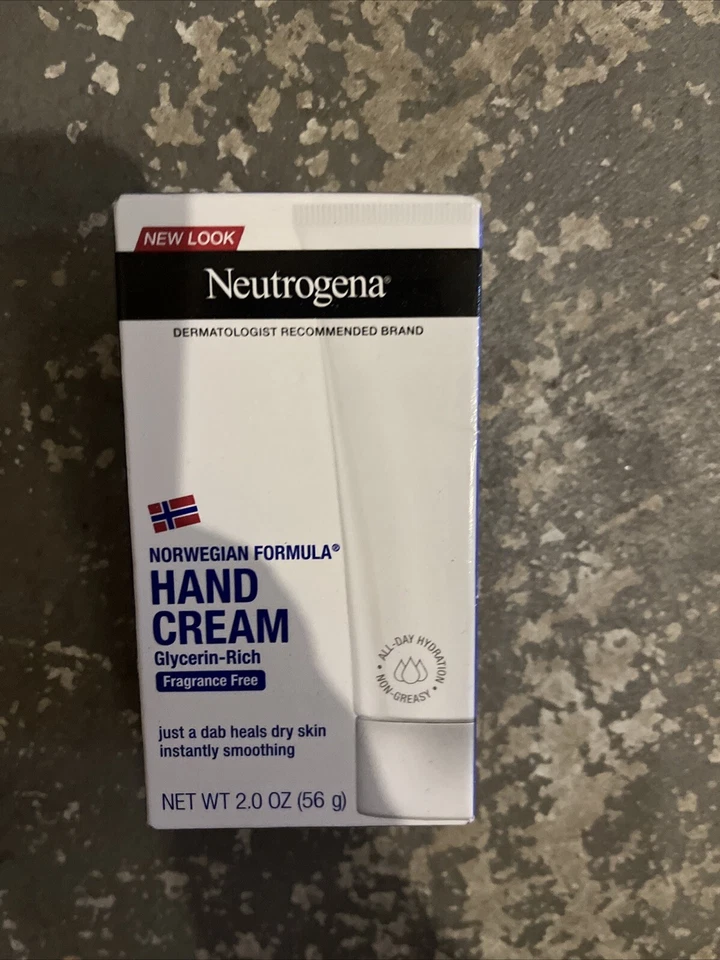 NEW LOOK
Neutrogena®
DERMATOLOGIST RECOMMENDED BRAND
NORWEGIAN FORMULA®
HAND
CREAM
Glycerin-Rich
Fragrance Free
ALL-DAY HYDRATION
• NON-GREASY •
just a dab heals dry skin
instantly smoothing
NET WT 2.0 OZ (56 g)